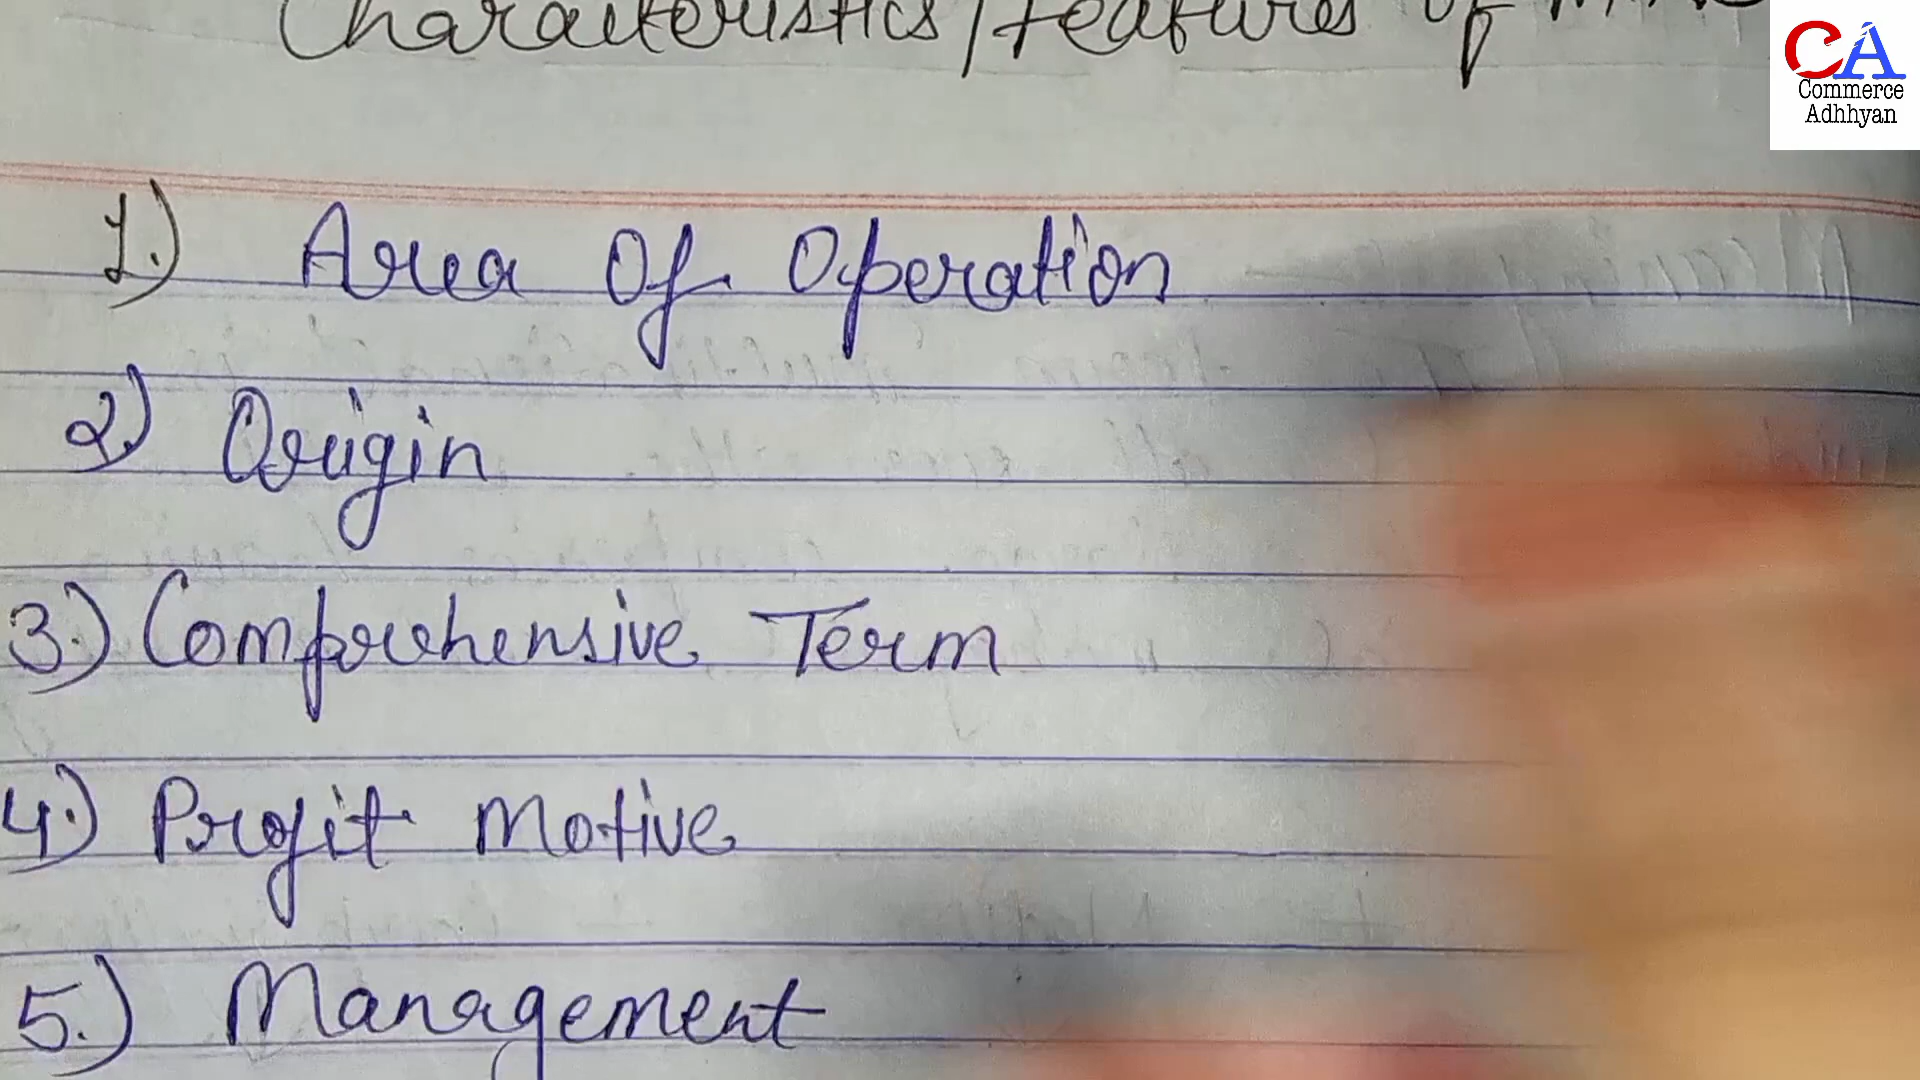 Characteristics/Features of
CA
Commerce
Adhhyan
1.) Area Of Operation
2.) Origin
3.) Comprehensive Term
4.) Profit Motive
5.) Management